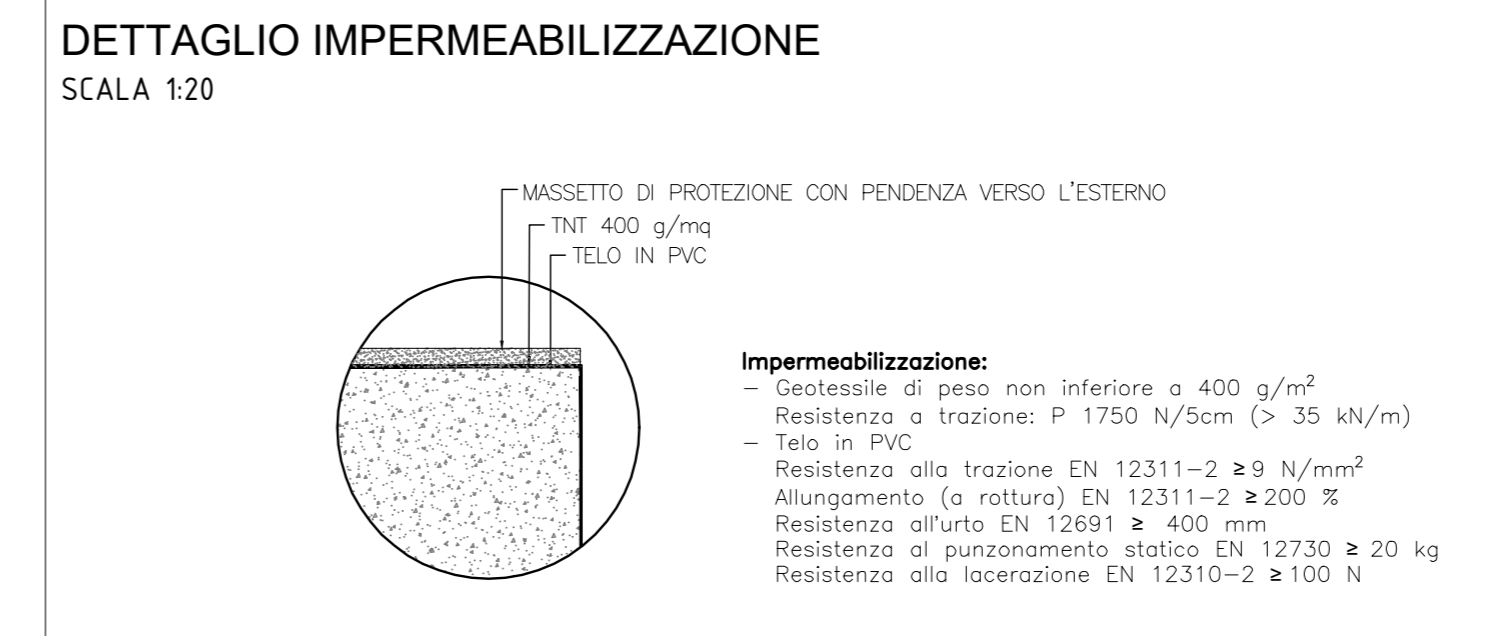 DETTAGLIO IMPERMEABILIZZAZIONE
SCALA 1:20
MASSETTO DI PROTEZIONE CON PENDENZA VERSO L'ESTERNO
TNT 400 g/mq
TELO IN PVC
Impermeabilizzazione:
– Geotessile di peso non inferiore a 400 g/m²
Resistenza a trazione: P 1750 N/5cm (> 35 kN/m)
– Telo in PVC
Resistenza alla trazione EN 12311–2 ≥9 N/mm²
Allungamento (a rottura) EN 12311–2 ≥200 %
Resistenza all'urto EN 12691 ≥ 400 mm
Resistenza al punzonamento statico EN 12730 ≥ 20 kg
Resistenza alla lacerazione EN 12310–2 ≥100 N